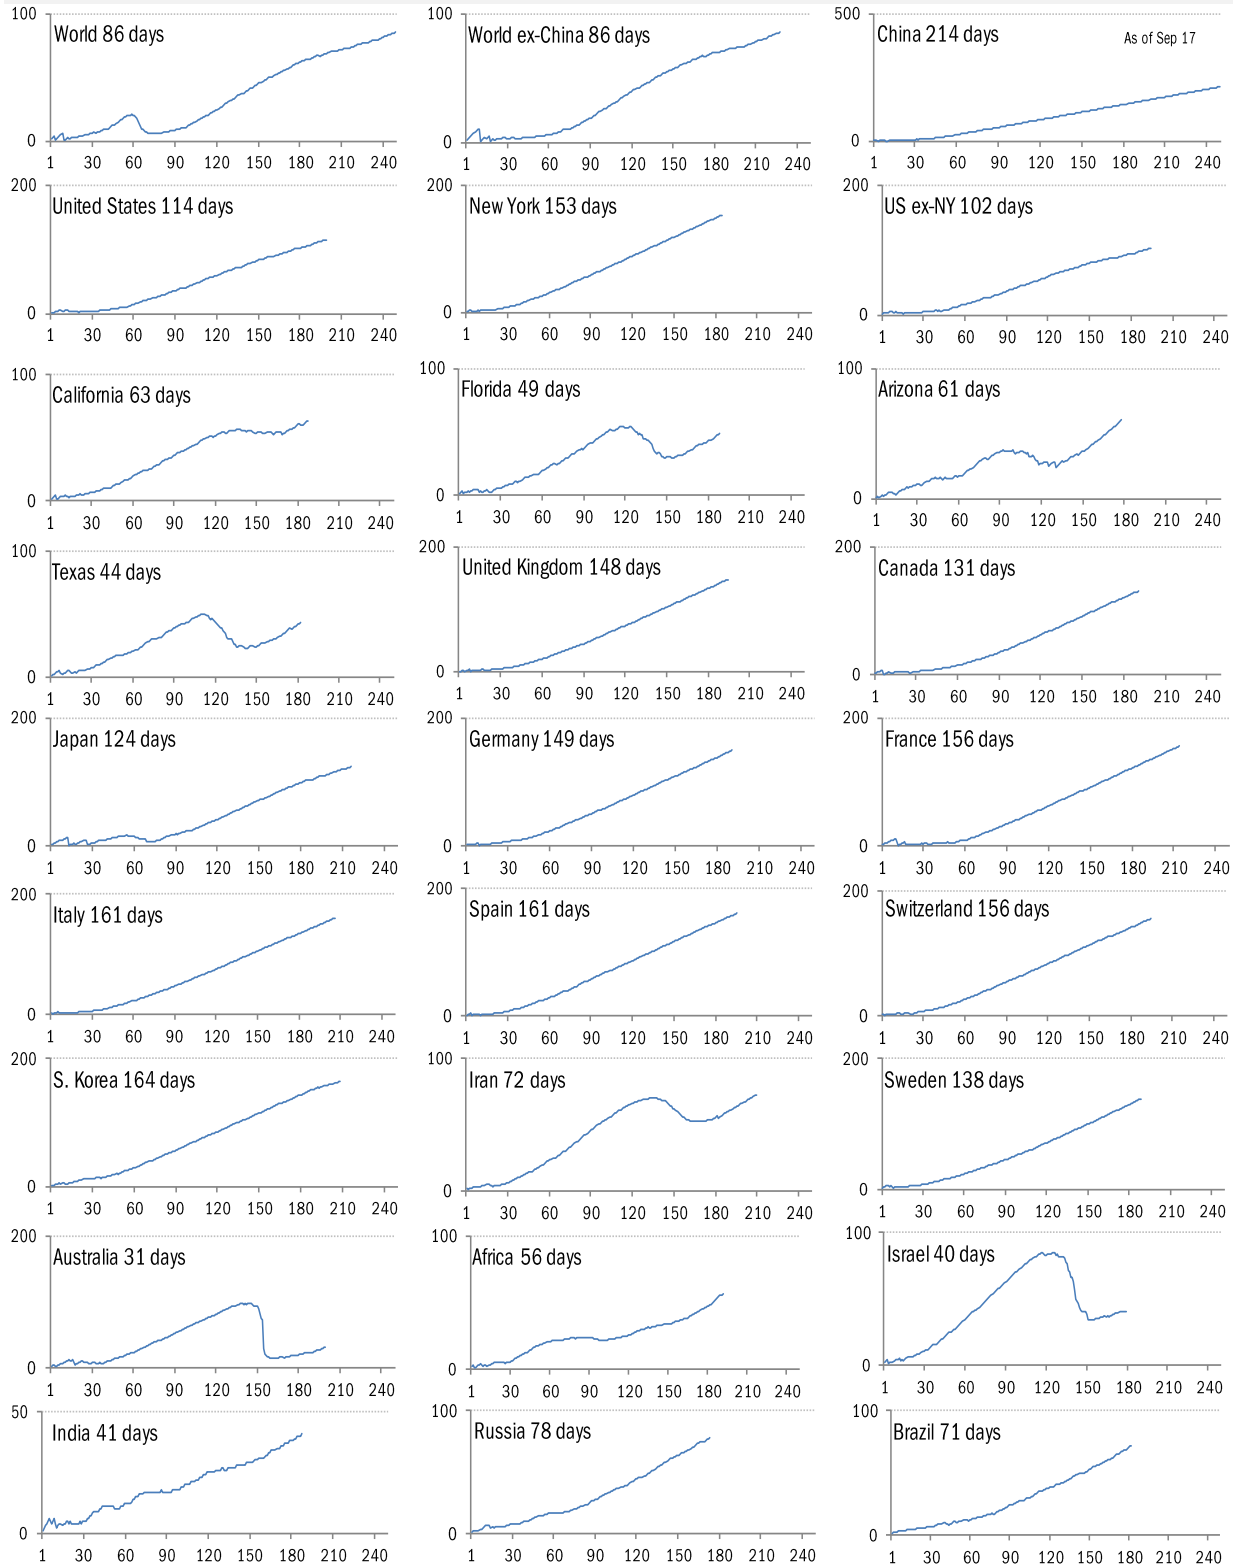 100
World 86 days
0
1 30 60 90 120 150 180 210 240
100
World ex-China 86 days
0
1 30 60 90 120 150 180 210 240
500
China 214 days
As of Sep 17
0
1 30 60 90 120 150 180 210 240
200
United States 114 days
0
1 30 60 90 120 150 180 210 240
200
New York 153 days
0
1 30 60 90 120 150 180 210 240
200
US ex-NY 102 days
0
1 30 60 90 120 150 180 210 240
100
California 63 days
0
1 30 60 90 120 150 180 210 240
100
Florida 49 days
0
1 30 60 90 120 150 180 210 240
100
Arizona 61 days
0
1 30 60 90 120 150 180 210 240
100
Texas 44 days
0
1 30 60 90 120 150 180 210 240
200
United Kingdom 148 days
0
1 30 60 90 120 150 180 210 240
200
Canada 131 days
0
1 30 60 90 120 150 180 210 240
200
Japan 124 days
0
1 30 60 90 120 150 180 210 240
200
Germany 149 days
0
1 30 60 90 120 150 180 210 240
200
France 156 days
0
1 30 60 90 120 150 180 210 240
200
Italy 161 days
0
1 30 60 90 120 150 180 210 240
200
Spain 161 days
0
1 30 60 90 120 150 180 210 240
200
Switzerland 156 days
0
1 30 60 90 120 150 180 210 240
200
S. Korea 164 days
0
1 30 60 90 120 150 180 210 240
100
Iran 72 days
0
1 30 60 90 120 150 180 210 240
200
Sweden 138 days
0
1 30 60 90 120 150 180 210 240
200
Australia 31 days
0
1 30 60 90 120 150 180 210 240
100
Africa 56 days
0
1 30 60 90 120 150 180 210 240
100
Israel 40 days
0
1 30 60 90 120 150 180 210 240
50
India 41 days
0
1 30 60 90 120 150 180 210 240
100
Russia 78 days
0
1 30 60 90 120 150 180 210 240
100
Brazil 71 days
0
1 30 60 90 120 150 180 210 240